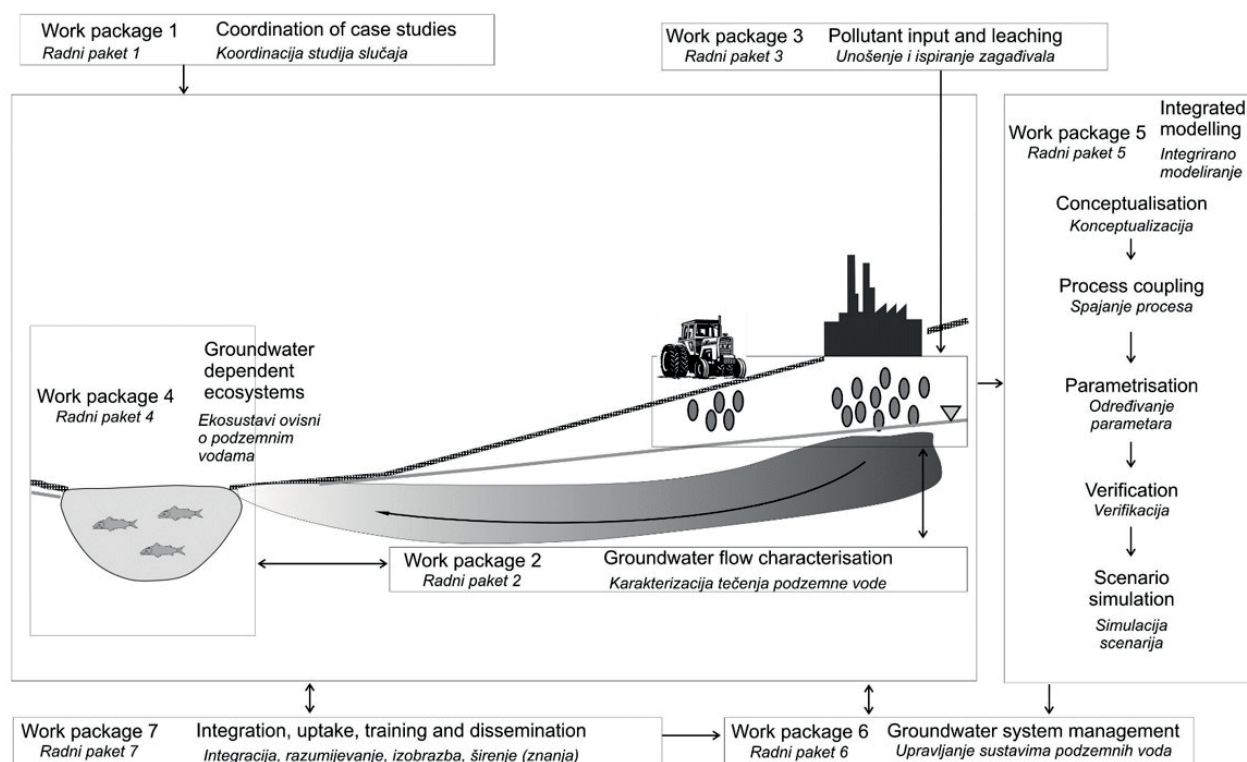 Work package 1 Coordination of case studies
Radni paket 1 Koordinacija studija slučaja
Work package 3 Pollutant input and leaching
Radni paket 3 Unošenje i ispiranje zagađivala
Work package 5 Integrated
modelling
Radni paket 5 Integrirano
modeliranje
Conceptualisation
Konceptualizacija
Process coupling
Spajanje procesa
Parametrisation
Određivanje
parametara
Verification
Verifikacija
Scenario
simulation
Simulacija
scenarija
Work package 4 Groundwater
dependent
ecosystems
Radni paket 4 Ekosustavi ovisni
o podzemnim
vodama
Work package 2 Groundwater flow characterisation
Radni paket 2 Karakterizacija tečenja podzemne vode
Work package 7 Integration, uptake, training and dissemination
Radni paket 7 Integracija, razumijevanje, izobrazba, širenje (znanja)
Work package 6 Groundwater system management
Radni paket 6 Upravljanje sustavima podzemnih voda